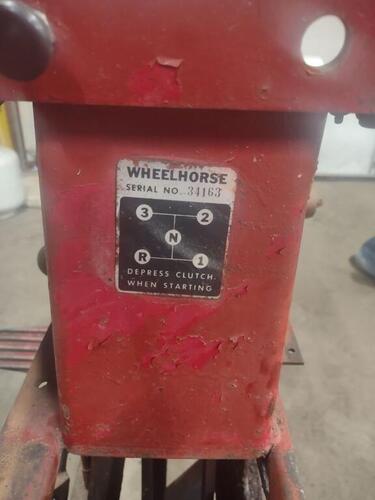 WHEELHORSE
SERIAL NO. 34163
3 2
N
R 1
DEPRESS CLUTCH
WHEN STARTING